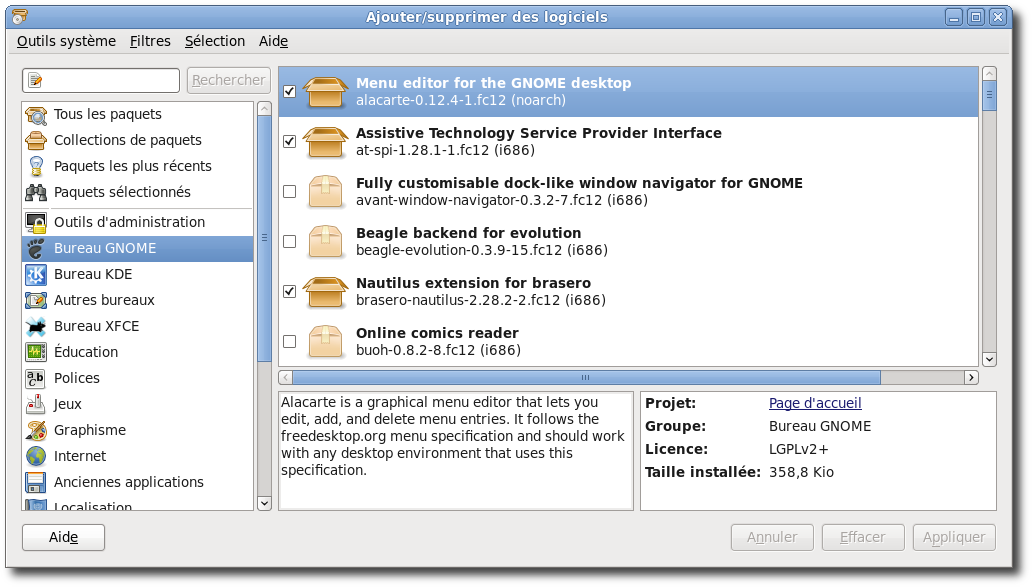 Ajouter/supprimer des logiciels
Outils système Filtres Sélection Aide
Rechercher
Tous les paquets
Collections de paquets
Paquets les plus récents
Paquets sélectionnés
Outils d'administration
Bureau GNOME
Bureau KDE
Autres bureaux
Bureau XFCE
Éducation
Polices
Jeux
Graphisme
Internet
Anciennes applications
Localisation
Menu editor for the GNOME desktop
alacarte-0.12.4-1.fc12 (noarch)
Assistive Technology Service Provider Interface
at-spi-1.28.1-1.fc12 (i686)
Fully customisable dock-like window navigator for GNOME
avant-window-navigator-0.3.2-7.fc12 (i686)
Beagle backend for evolution
beagle-evolution-0.3.9-15.fc12 (i686)
Nautilus extension for brasero
brasero-nautilus-2.28.2-2.fc12 (i686)
Online comics reader
buoh-0.8.2-8.fc12 (i686)
Alacarte is a graphical menu editor that lets you
edit, add, and delete menu entries. It follows the
freedesktop.org menu specification and should work
with any desktop environment that uses this
specification.
Projet: Page d'accueil
Groupe: Bureau GNOME
Licence: LGPLv2+
Taille installée: 358,8 Kio
Aide
Annuler Effacer Appliquer